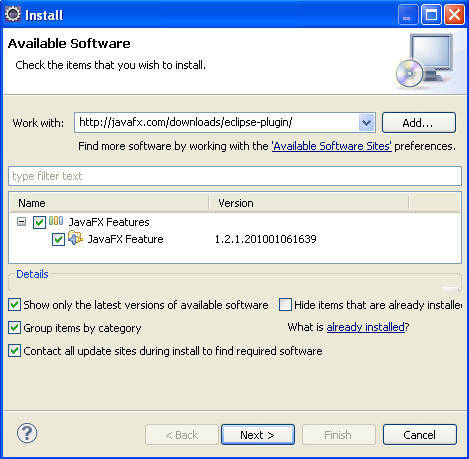 Install
Available Software
Check the items that you wish to install.
Work with: http://javafx.com/downloads/eclipse-plugin/ Add...
Find more software by working with the 'Available Software Sites' preferences.
type filter text
Name Version
JavaFX Features
JavaFX Feature 1.2.1.201001061639
Details
Show only the latest versions of available software Hide items that are already installe
Group items by category What is already installed?
Contact all update sites during install to find required software
? < Back Next > Finish Cancel